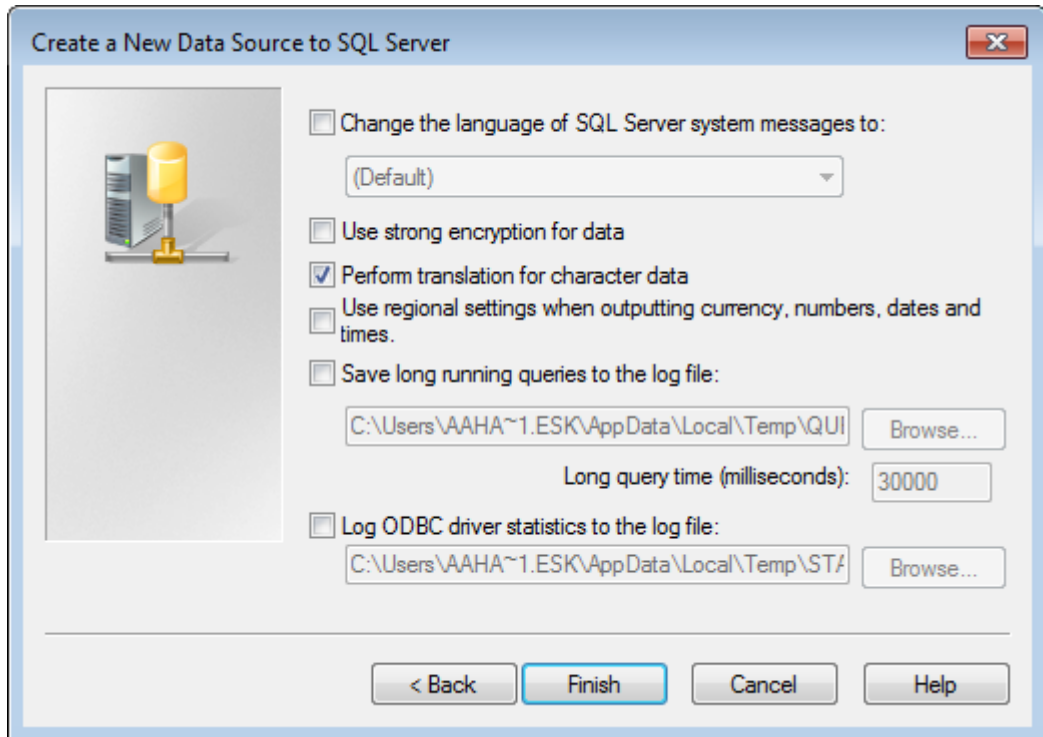 Create a New Data Source to SQL Server
Change the language of SQL Server system messages to:
(Default)
Use strong encryption for data
Perform translation for character data
Use regional settings when outputting currency, numbers, dates and
times.
Save long running queries to the log file:
C:\Users\AAHA~1.ESK\AppData\Local\Temp\QUI Browse...
Long query time (milliseconds): 30000
Log ODBC driver statistics to the log file:
C:\Users\AAHA~1.ESK\AppData\Local\Temp\STA Browse...
< Back Finish Cancel Help